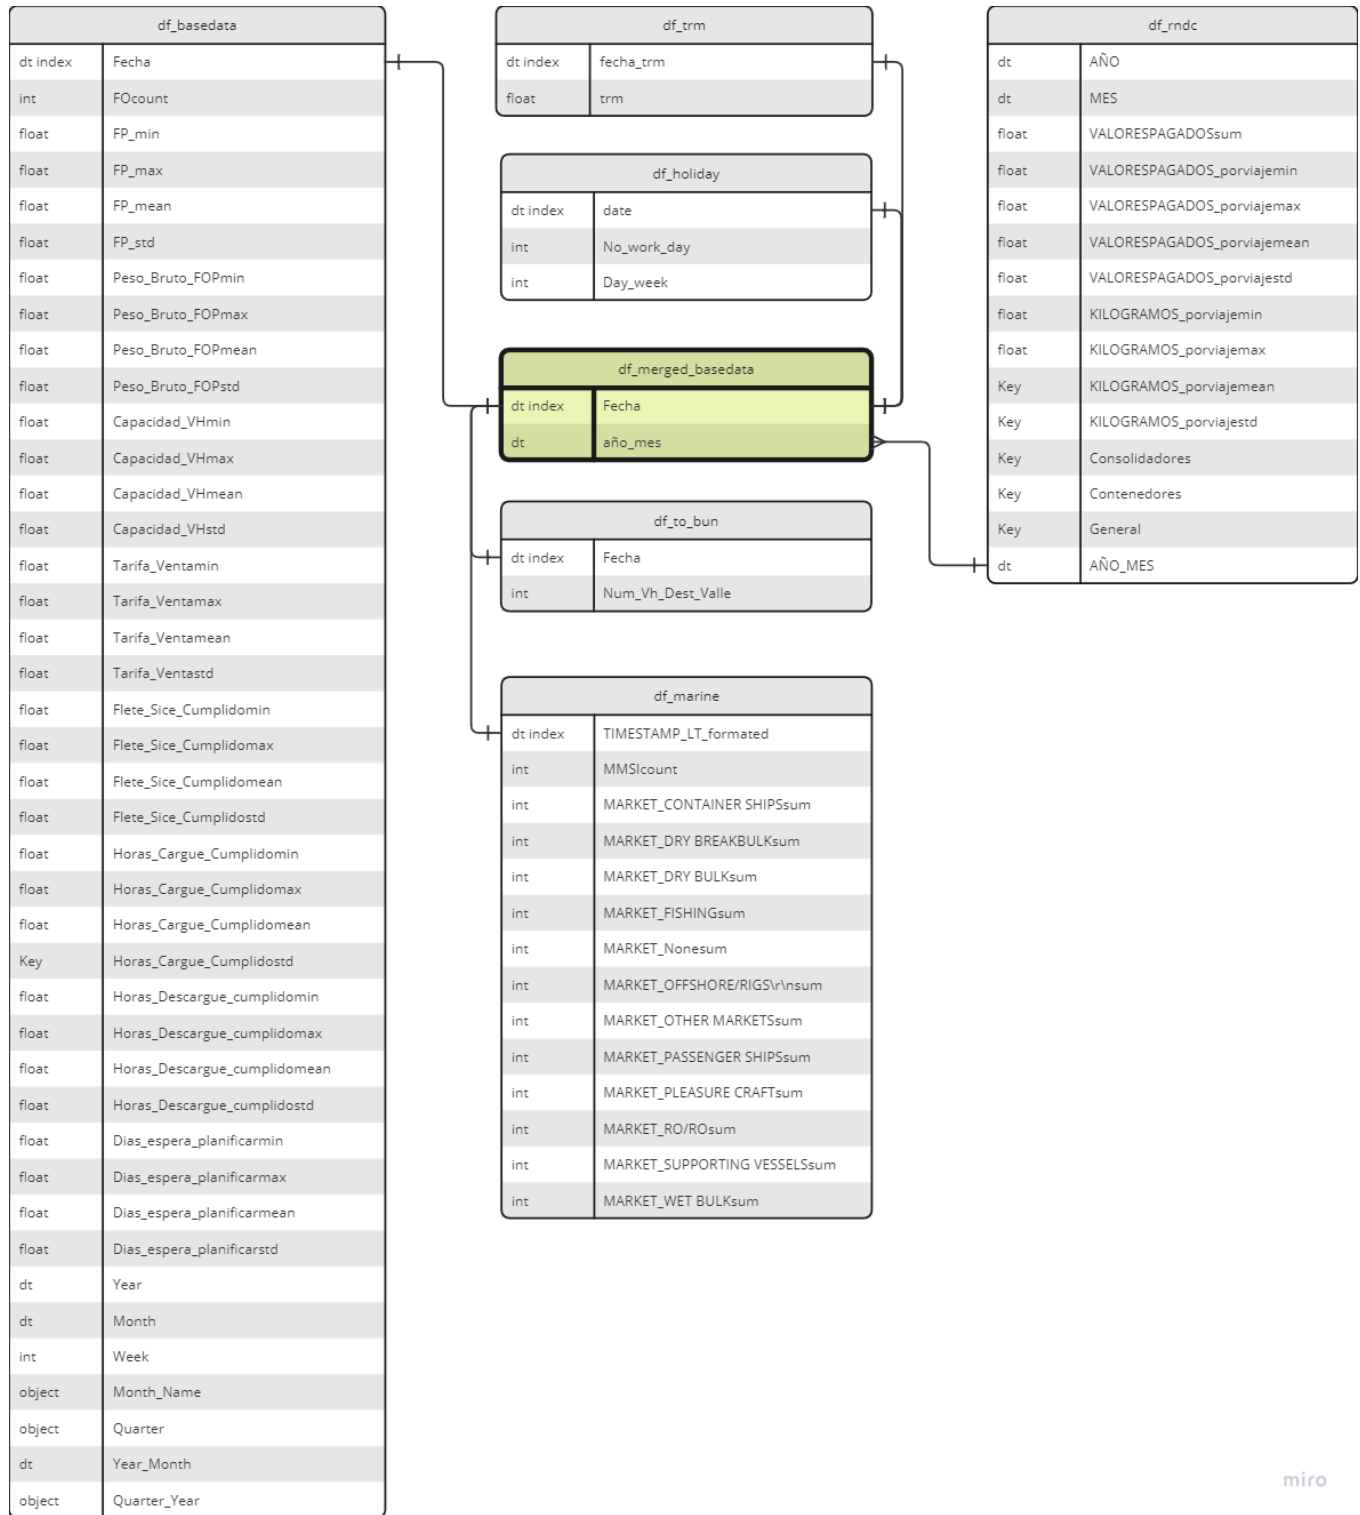 df_basedata
dt index Fecha
int FOcount
float FP_min
float FP_max
float FP_mean
float FP_std
float Peso_Bruto_FOPmin
float Peso_Bruto_FOPmax
float Peso_Bruto_FOPmean
float Peso_Bruto_FOPstd
float Capacidad_VHmin
float Capacidad_VHmax
float Capacidad_VHmean
float Capacidad_VHstd
float Tarifa_Ventamin
float Tarifa_Ventamax
float Tarifa_Ventamean
float Tarifa_Ventastd
float Flete_Sice_Cumplidomin
float Flete_Sice_Cumplidomax
float Flete_Sice_Cumplidomean
float Flete_Sice_Cumplidostd
float Horas_Cargue_Cumplidomin
float Horas_Cargue_Cumplidomax
float Horas_Cargue_Cumplidomean
Key Horas_Cargue_Cumplidostd
float Horas_Descargue_cumplidomin
float Horas_Descargue_cumplidomax
float Horas_Descargue_cumplidomean
float Horas_Descargue_cumplidostd
float Dias_espera_planificarmin
float Dias_espera_planificarmax
float Dias_espera_planificarmean
float Dias_espera_planificarstd
dt Year
dt Month
int Week
object Month_Name
object Quarter
dt Year_Month
object Quarter_Year
df_trm
dt index fecha_trm
float trm
df_holiday
dt index date
int No_work_day
int Day_week
df_merged_basedata
dt index Fecha
dt año_mes
df_to_bun
dt index Fecha
int Num_Vh_Dest_Valle
df_marine
dt index TIMESTAMP_LT_formated
int MMSIcount
int MARKET_CONTAINER SHIPSsum
int MARKET_DRY BREAKBULKsum
int MARKET_DRY BULKsum
int MARKET_FISHINGsum
int MARKET_Nonesum
int MARKET_OFFSHORE/RIGS\r\nsum
int MARKET_OTHER MARKETSsum
int MARKET_PASSENGER SHIPSsum
int MARKET_PLEASURE CRAFTsum
int MARKET_RO/ROsum
int MARKET_SUPPORTING VESSELSsum
int MARKET_WET BULKsum
df_rndc
dt AÑO
dt MES
float VALORESPAGADOSsum
float VALORESPAGADOS_porviajemin
float VALORESPAGADOS_porviajemax
float VALORESPAGADOS_porviajemean
float VALORESPAGADOS_porviajestd
float KILOGRAMOS_porviajemin
float KILOGRAMOS_porviajemax
Key KILOGRAMOS_porviajemean
Key KILOGRAMOS_porviajestd
Key Consolidadores
Key Contenedores
Key General
dt AÑO_MES
miro